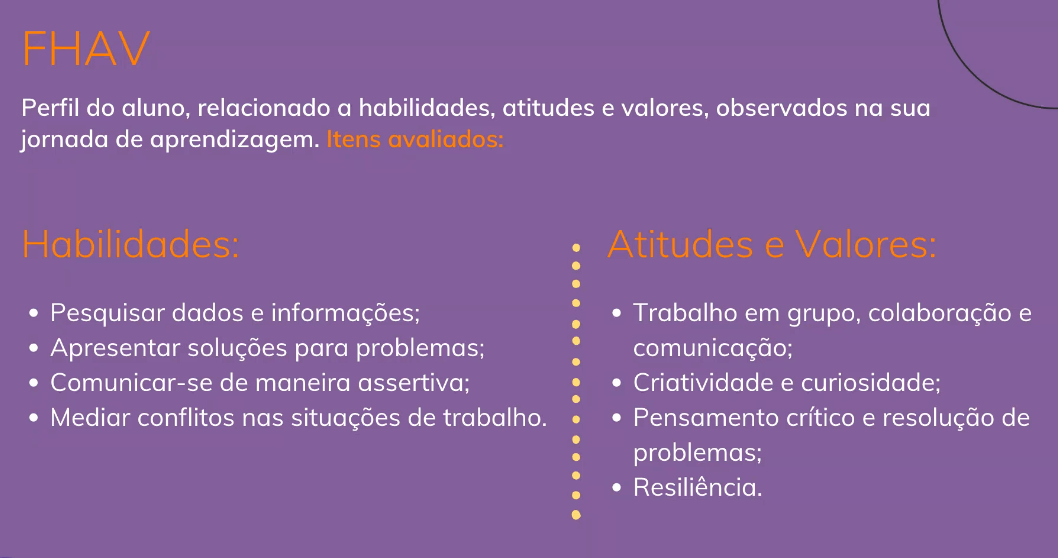 FHAV
Perfil do aluno, relacionado a habilidades, atitudes e valores, observados na sua
jornada de aprendizagem. Itens avaliados:
Habilidades:
• Pesquisar dados e informações;
• Apresentar soluções para problemas;
• Comunicar-se de maneira assertiva;
• Mediar conflitos nas situações de trabalho.
Atitudes e Valores:
• Trabalho em grupo, colaboração e
comunicação;
• Criatividade e curiosidade;
• Pensamento crítico e resolução de
problemas;
• Resiliência.